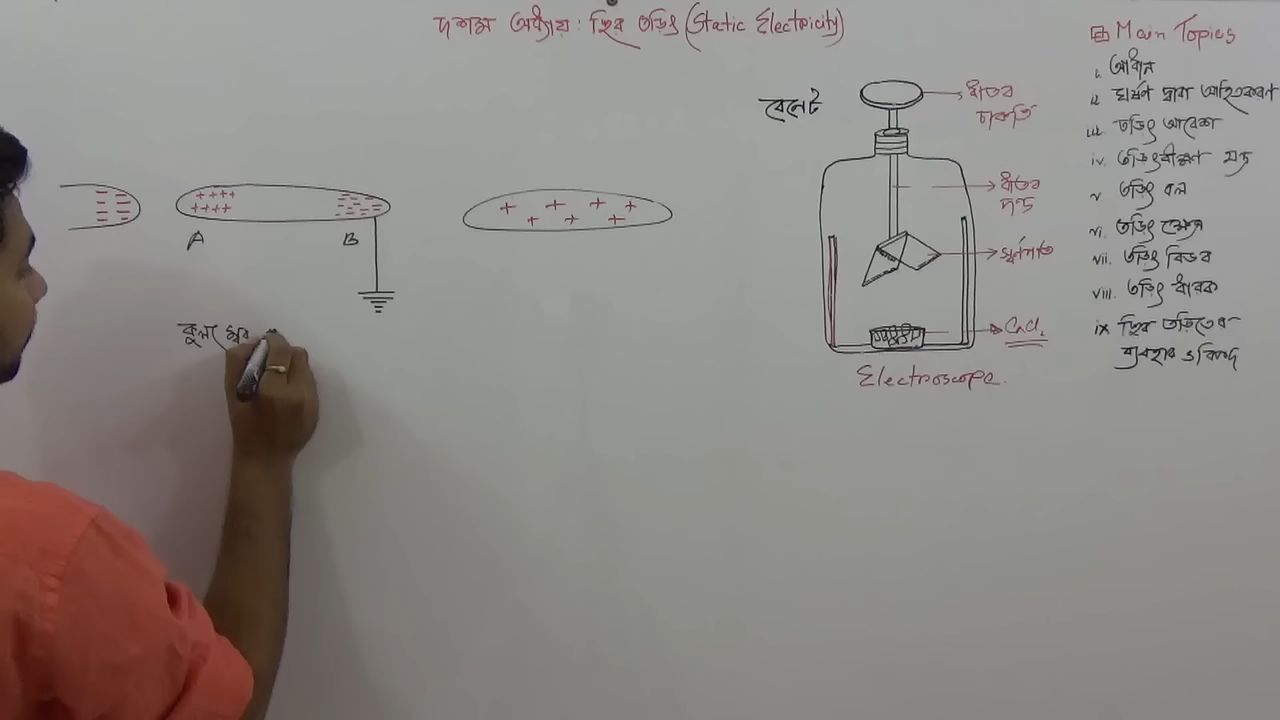 দশম অধ্যায়: স্থির তড়িৎ (Static Electricity)
Main Topics
i. আধান
ii. ঘর্ষণ দ্বারা আহিতকরণ
iii. তড়িৎ আবেশ
iv. তড়িৎবীক্ষণ যন্ত্র
v. তড়িৎ বল
vi. তড়িৎ ক্ষেত্র
vii. তড়িৎ বিভব
viii. তড়িৎ ধারক
ix স্থির তড়িতের
ব্যবহার ও বিপদ
বেনেট
ধাতব
চাকতি
ধাতব
দন্ড
স্বর্ণপাত
Electroscope.
A
B